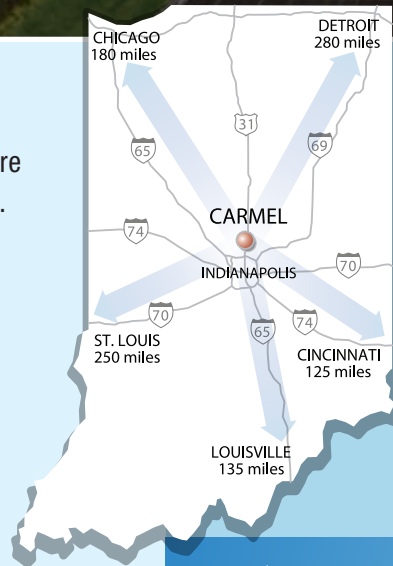 CHICAGO
180 miles
DETROIT
280 miles
31
re
65
69
.
CARMEL
74
INDIANAPOLIS
70
70
ST. LOUIS
250 miles
65
74
CINCINNATI
125 miles
LOUISVILLE
135 miles